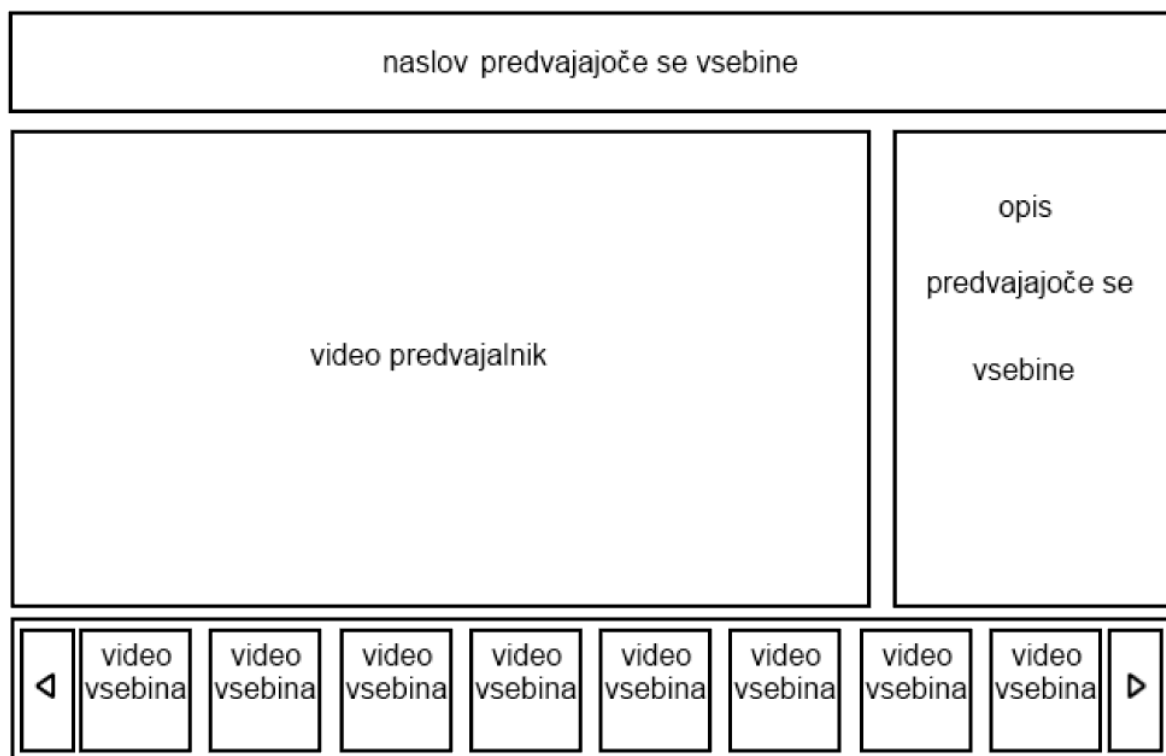 naslov predvajajoče se vsebine
video predvajalnik
opis
predvajajoče se
vsebine
video
vsebina
video
vsebina
video
vsebina
video
vsebina
video
vsebina
video
vsebina
video
vsebina
video
vsebina